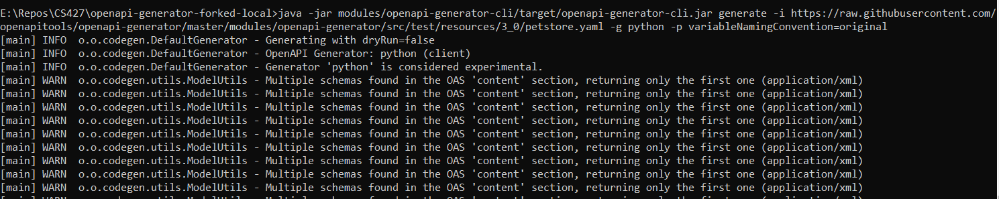 E:\Repos\CS427\openapi-generator-forked-local>java -jar modules/openapi-generator-cli/target/openapi-generator-cli.jar generate -i https://raw.githubusercontent.com/
openapitools/openapi-generator/master/modules/openapi-generator/src/test/resources/3_0/petstore.yaml -g python -p variableNamingConvention=original
[main] INFO  o.o.codegen.DefaultGenerator - Generating with dryRun=false
[main] INFO  o.o.codegen.DefaultGenerator - OpenAPI Generator: python (client)
[main] INFO  o.o.codegen.DefaultGenerator - Generator 'python' is considered experimental.
[main] WARN  o.o.codegen.utils.ModelUtils - Multiple schemas found in the OAS 'content' section, returning only the first one (application/xml)
[main] WARN  o.o.codegen.utils.ModelUtils - Multiple schemas found in the OAS 'content' section, returning only the first one (application/xml)
[main] WARN  o.o.codegen.utils.ModelUtils - Multiple schemas found in the OAS 'content' section, returning only the first one (application/xml)
[main] WARN  o.o.codegen.utils.ModelUtils - Multiple schemas found in the OAS 'content' section, returning only the first one (application/xml)
[main] WARN  o.o.codegen.utils.ModelUtils - Multiple schemas found in the OAS 'content' section, returning only the first one (application/xml)
[main] WARN  o.o.codegen.utils.ModelUtils - Multiple schemas found in the OAS 'content' section, returning only the first one (application/xml)
[main] WARN  o.o.codegen.utils.ModelUtils - Multiple schemas found in the OAS 'content' section, returning only the first one (application/xml)
[main] WARN  o.o.codegen.utils.ModelUtils - Multiple schemas found in the OAS 'content' section, returning only the first one (application/xml)
[main] WARN  o.o.codegen.utils.ModelUtils - Multiple schemas found in the OAS 'content' section, returning only the first one (application/xml)